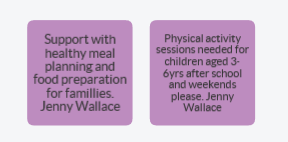 Support with
healthy meal
planning and
food preparation
for famillies.
Jenny Wallace
Physical activity
sessions needed for
children aged 3-
6yrs after school
and weekends
please. Jenny
Wallace